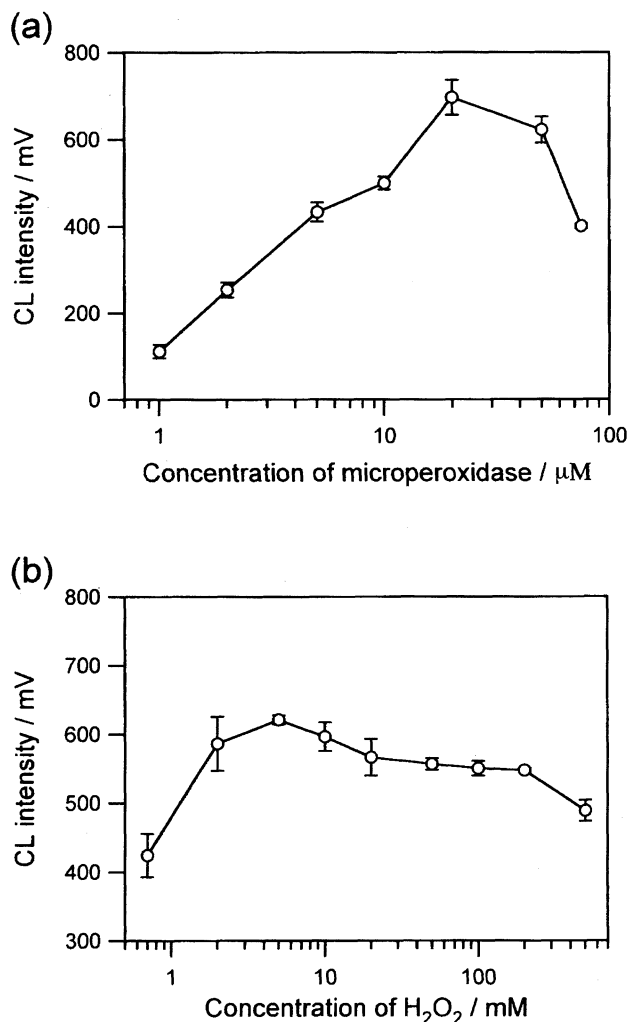 (a)
800
600
400
200
0
CL intensity / mV
1 10 100
Concentration of microperoxidase / μM
(b)
800
700
600
500
400
300
CL intensity / mV
1 10 100
Concentration of H₂O₂ / mM